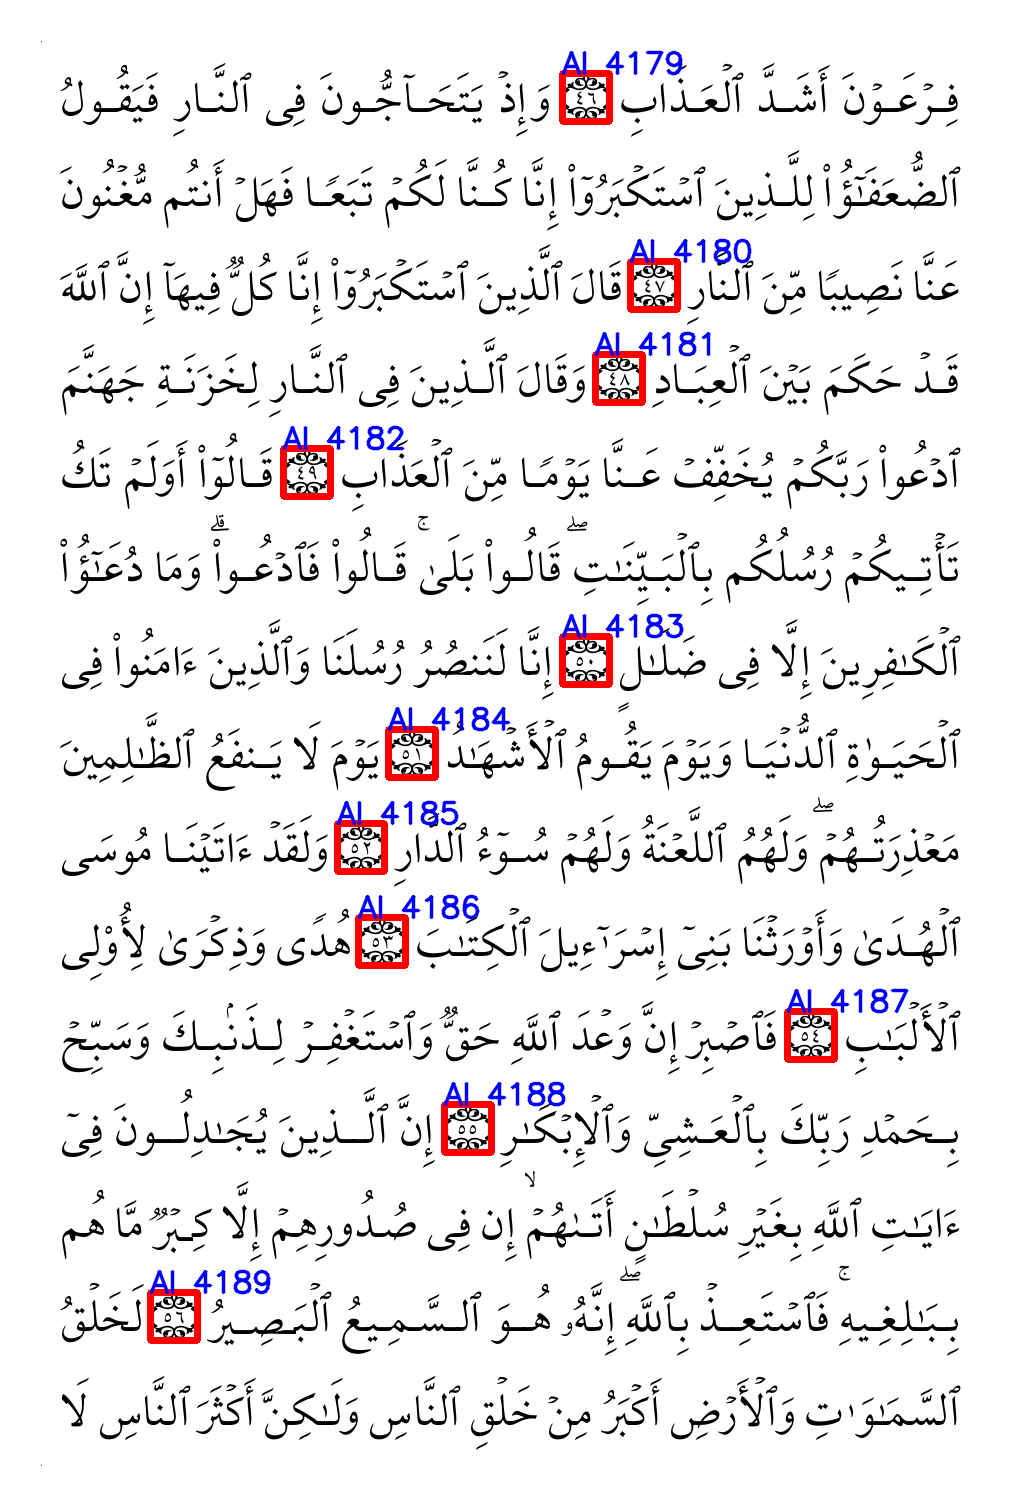 فِرْعَوْنَ أَشَدَّ ٱلْعَذَابِ ٤٦ AI 4179 وَإِذْ يَتَحَآجُّونَ فِى ٱلنَّارِ فَيَقُولُ
ٱلضُّعَفَـٰٓؤُا۟ لِلَّذِينَ ٱسْتَكْبَرُوٓا۟ إِنَّا كُنَّا لَكُمْ تَبَعًا فَهَلْ أَنتُم مُّغْنُونَ
عَنَّا نَصِيبًا مِّنَ ٱلنَّارِ ٤٧ AI 4180 قَالَ ٱلَّذِينَ ٱسْتَكْبَرُوٓا۟ إِنَّا كُلٌّ فِيهَآ إِنَّ ٱللَّهَ
قَدْ حَكَمَ بَيْنَ ٱلْعِبَادِ ٤٨ AI 4181 وَقَالَ ٱلَّذِينَ فِى ٱلنَّارِ لِخَزَنَةِ جَهَنَّمَ
ٱدْعُوا۟ رَبَّكُمْ يُخَفِّفْ عَنَّا يَوْمًا مِّنَ ٱلْعَذَابِ ٤٩ AI 4182 قَالُوٓا۟ أَوَلَمْ تَكُ
تَأْتِيكُمْ رُسُلُكُم بِٱلْبَيِّنَـٰتِ ۖ قَالُوا۟ بَلَىٰ ۚ قَالُوا۟ فَٱدْعُوا۟ ۗ وَمَا دُعَـٰٓؤُا۟
ٱلْكَـٰفِرِينَ إِلَّا فِى ضَلَـٰلٍ ٥٠ AI 4183 إِنَّا لَنَنصُرُ رُسُلَنَا وَٱلَّذِينَ ءَامَنُوا۟ فِى
ٱلْحَيَوٰةِ ٱلدُّنْيَا وَيَوْمَ يَقُومُ ٱلْأَشْهَـٰدُ ٥١ AI 4184 يَوْمَ لَا يَنفَعُ ٱلظَّـٰلِمِينَ
مَعْذِرَتُهُمْ ۖ وَلَهُمُ ٱللَّعْنَةُ وَلَهُمْ سُوٓءُ ٱلدَّارِ ٥٢ AI 4185 وَلَقَدْ ءَاتَيْنَا مُوسَى
ٱلْهُدَىٰ وَأَوْرَثْنَا بَنِىٓ إِسْرَٰٓءِيلَ ٱلْكِتَـٰبَ ٥٣ AI 4186 هُدًى وَذِكْرَىٰ لِأُو۟لِى
ٱلْأَلْبَـٰبِ ٥٤ AI 4187 فَٱصْبِرْ إِنَّ وَعْدَ ٱللَّهِ حَقٌّ وَٱسْتَغْفِرْ لِذَنۢبِكَ وَسَبِّحْ
بِحَمْدِ رَبِّكَ بِٱلْعَشِىِّ وَٱلْإِبْكَـٰرِ ٥٥ AI 4188 إِنَّ ٱلَّذِينَ يُجَـٰدِلُونَ فِىٓ
ءَايَـٰتِ ٱللَّهِ بِغَيْرِ سُلْطَـٰنٍ أَتَىٰهُمْ ۙ إِن فِى صُدُورِهِمْ إِلَّا كِبْرٌ مَّا هُم
بِبَـٰلِغِيهِ ۚ فَٱسْتَعِذْ بِٱللَّهِ ۖ إِنَّهُۥ هُوَ ٱلسَّمِيعُ ٱلْبَصِيرُ ٥٦ AI 4189 لَخَلْقُ
ٱلسَّمَـٰوَٰتِ وَٱلْأَرْضِ أَكْبَرُ مِنْ خَلْقِ ٱلنَّاسِ وَلَـٰكِنَّ أَكْثَرَ ٱلنَّاسِ لَا